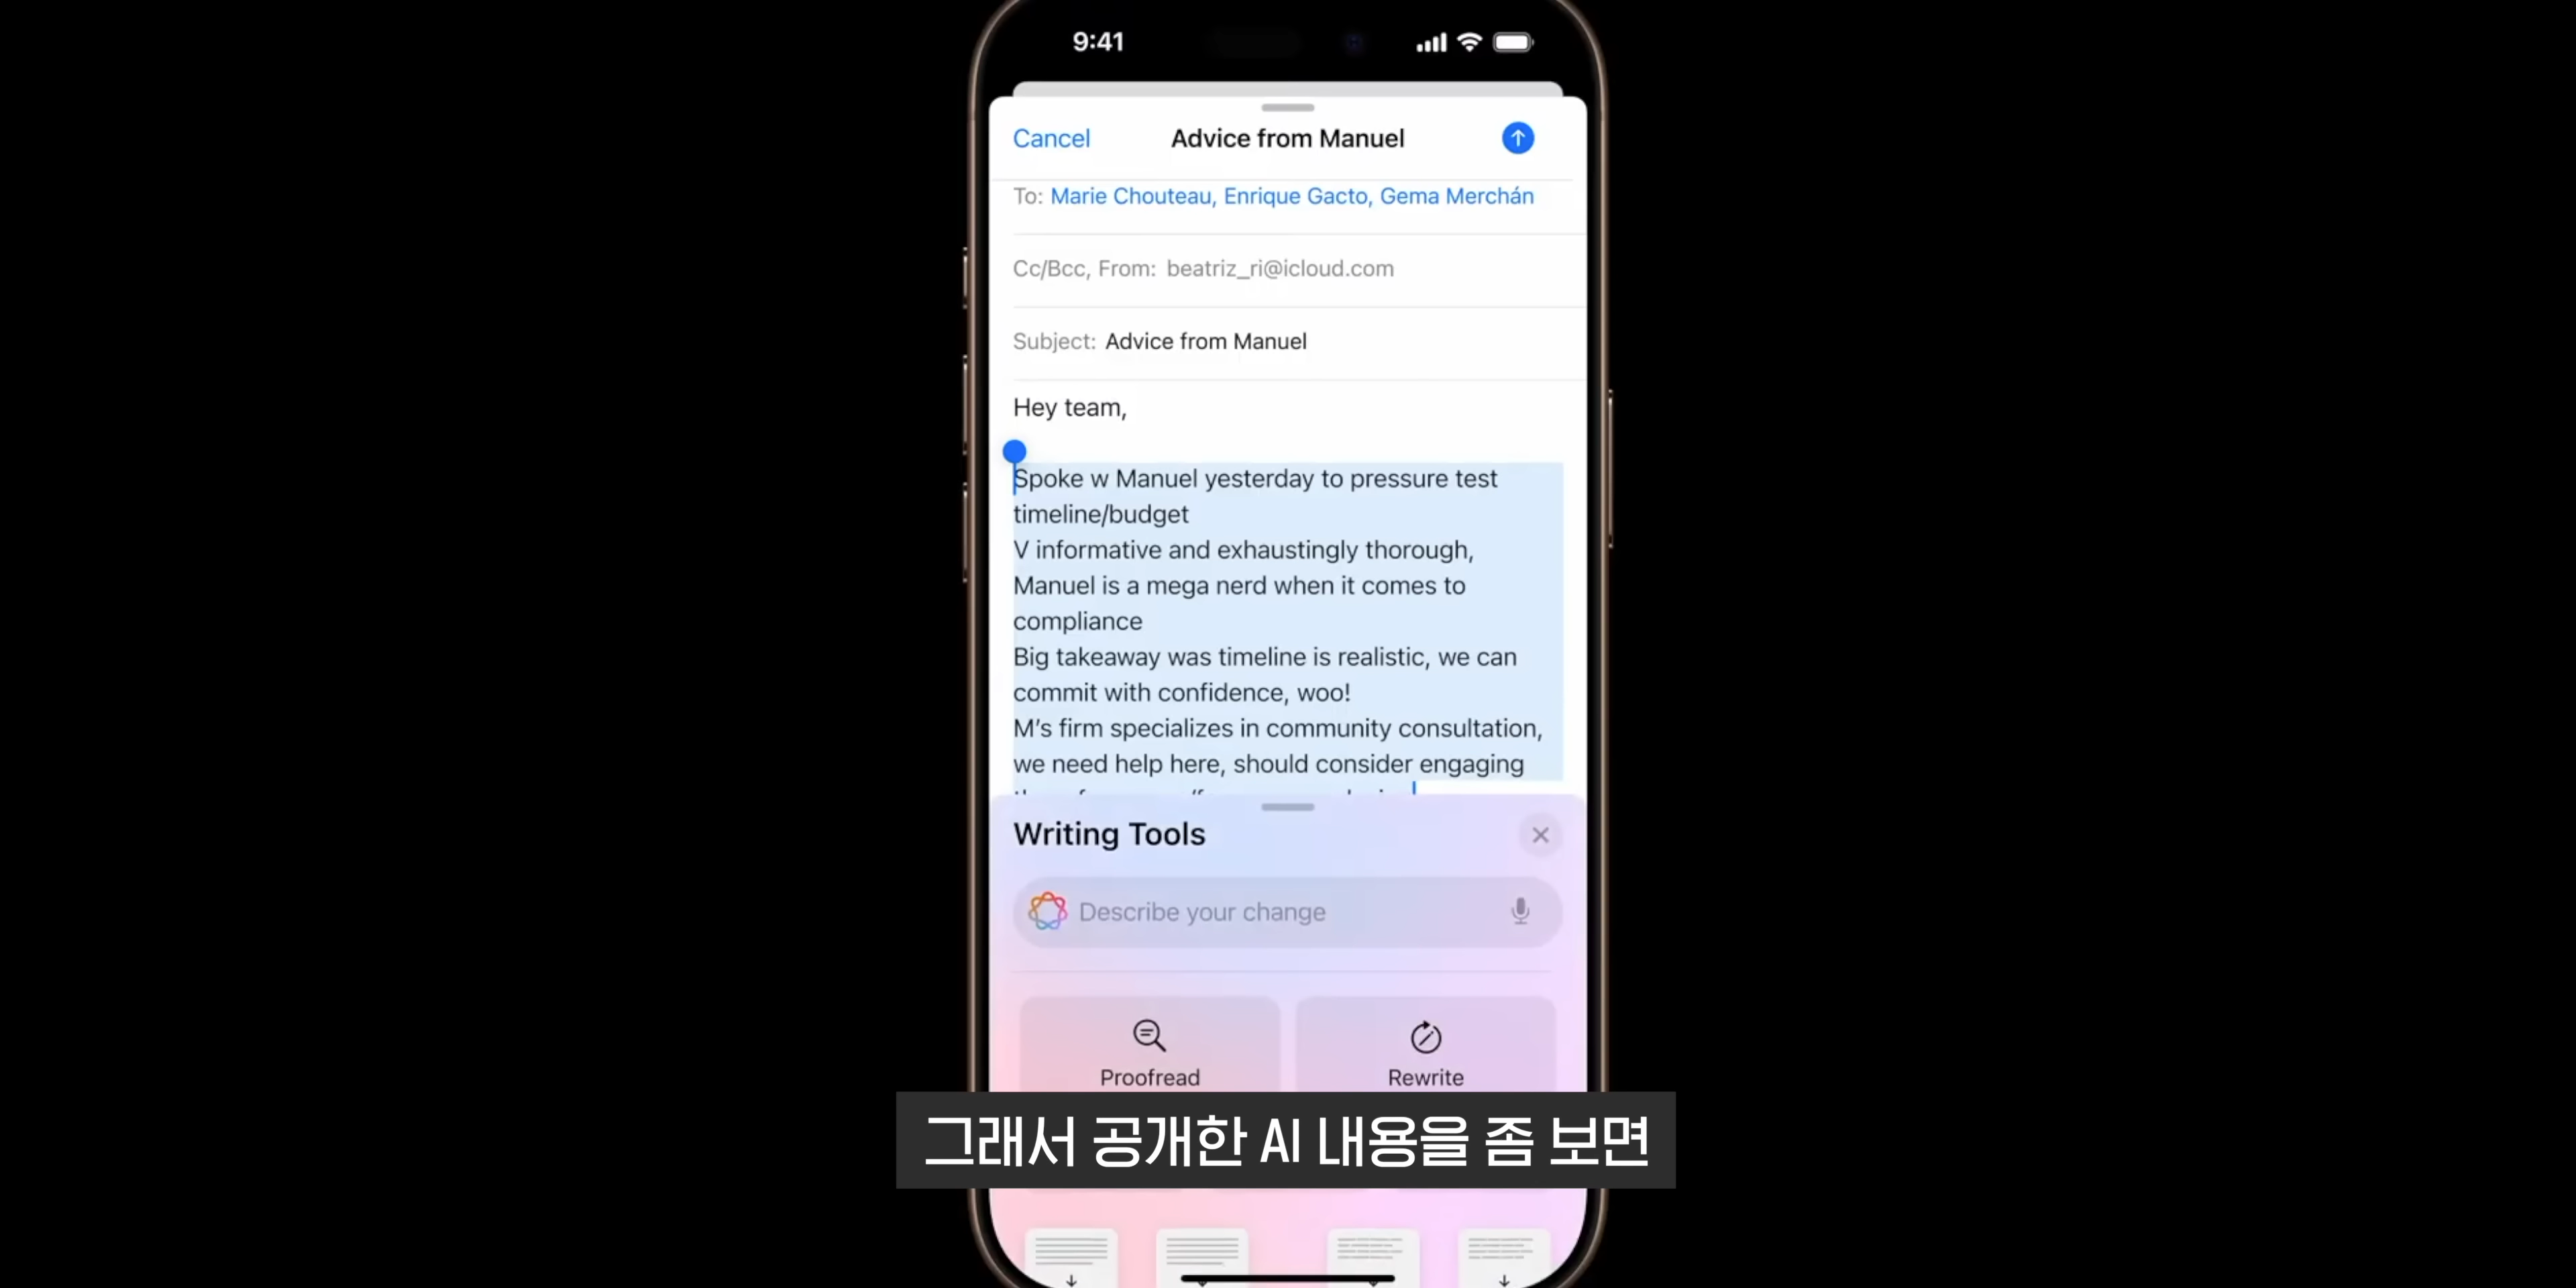 9:41
Cancel
Advice from Manuel
To: Marie Chouteau, Enrique Gacto, Gema Merchán
Cc/Bcc, From: beatriz_ri@icloud.com
Subject: Advice from Manuel
Hey team,
Spoke w Manuel yesterday to pressure test
timeline/budget
V informative and exhaustingly thorough,
Manuel is a mega nerd when it comes to
compliance
Big takeaway was timeline is realistic, we can
commit with confidence, woo!
M’s firm specializes in community consultation,
we need help here, should consider engaging
Writing Tools
Describe your change
Proofread
Rewrite
그래서 공개한 AI 내용을 좀 보면